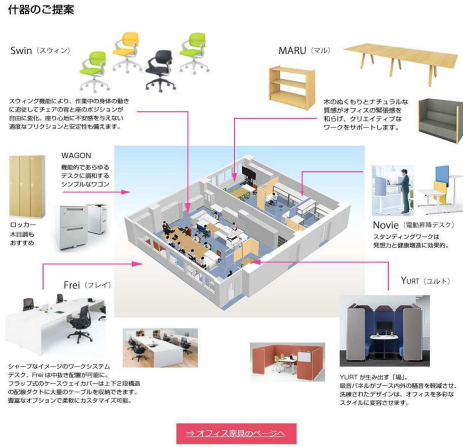 什器のご提案
Swin（スウィン）
スウィング機能により、作業中の身体の動き
に追従してチェアの背と座のポジションが
自由に変化。座り心地に不安感を与えない
適度なフリクションと安定性も備えます。
MARU（マル）
木のぬくもりとナチュラルな
質感がオフィスの緊張感を
和らげ、クリエイティブな
ワークをサポートします。
WAGON
機能的であらゆる
デスクに調和する
シンプルなワゴン
ロッカー
木目調も
おすすめ
Novie（電動昇降デスク）
スタンディングワークは
発想力と健康増進に効果的。
Frei（フレイ）
シャープなイメージのワークシステム
デスク、Frei は中抜き配置が可能に。
フラップ式のケースウェイカバーは上下2段構造
の配線ダクトに大量のケーブルを収納できます。
豊富なオプションで柔軟にカスタマイズ可能。
YURT（ユルト）
YURT が生み出す「場」。
吸音パネルがブース内外の騒音を軽減させ、
洗練されたデザインは、オフィスを多彩な
スタイルに変容させます。
⇒ オフィス家具のページへ